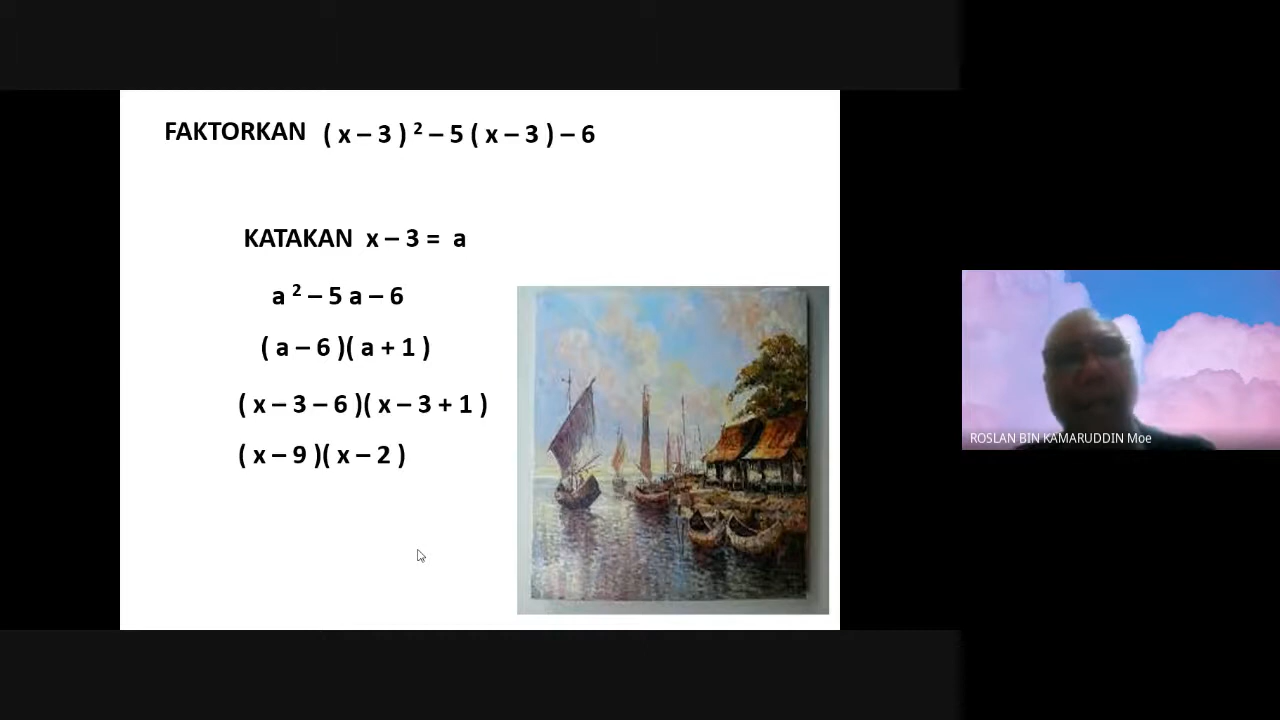 FAKTORKAN ( x – 3 ) ² – 5 ( x – 3 ) – 6
KATAKAN x – 3 = a
a ² – 5 a – 6
( a – 6 )( a + 1 )
( x – 3 – 6 )( x – 3 + 1 )
( x – 9 )( x – 2 )
ROSLAN BIN KAMARUDDIN Moe